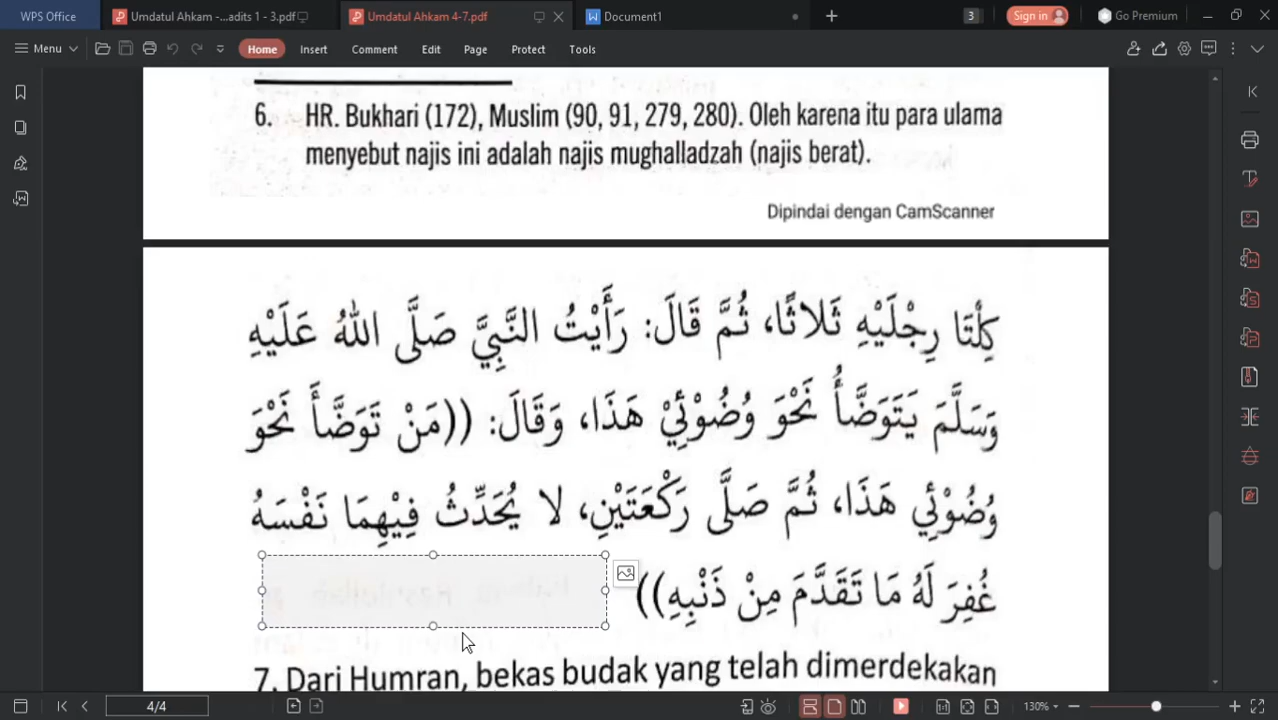 WPS Office
Umdatul Ahkam -...adits 1 - 3.pdf
Umdatul Ahkam 4-7.pdf
Document1
3
Sign in
Go Premium
Menu
Home
Insert
Comment
Edit
Page
Protect
Tools
6. HR. Bukhari (172), Muslim (90, 91, 279, 280). Oleh karena itu para ulama
menyebut najis ini adalah najis mughalladzah (najis berat).
Dipindai dengan CamScanner
كِلْتَا رِجْلَيْهِ ثَلاثًا، ثُمَّ قَالَ: رَأَيْتُ النَّبِيَّ صَلَّى اللهُ عَلَيْهِ
وَسَلَّمَ يَتَوَضَّأُ نَحْوَ وُضُوْئِيْ هَذَا، وَقَالَ: ((مَنْ تَوَضَّأَ نَحْوَ
وُضُوْئِي هَذَا، ثُمَّ صَلَّى رَكْعَتَيْنِ، لا يُحَدِّثُ فِيْهِمَا نَفْسَهُ
غُفِرَ لَهُ مَا تَقَدَّمَ مِنْ ذَنْبِهِ))
7. Dari Humran, bekas budak yang telah dimerdekakan
4/4
130%